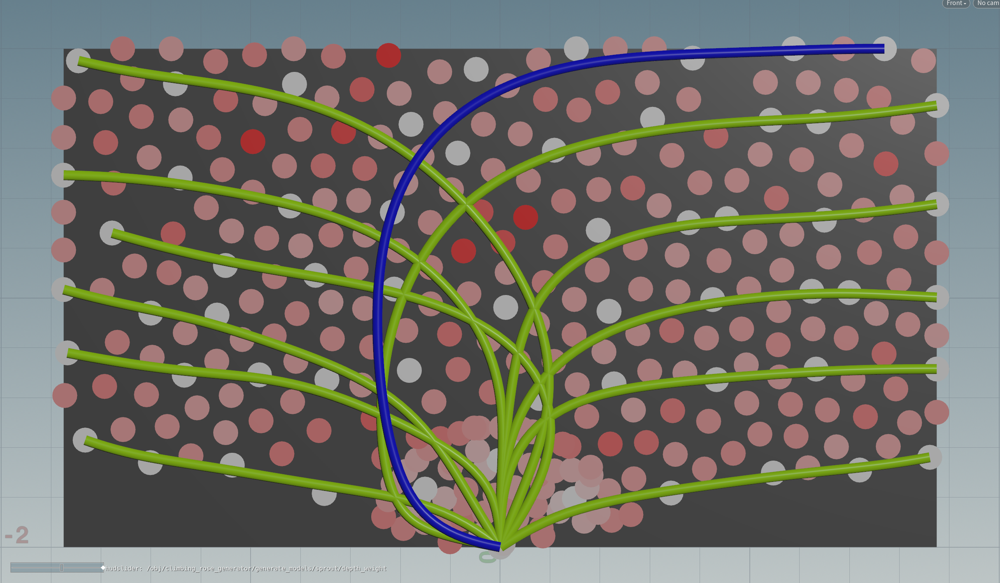 Front
No cam
-2
0
hudslider: /obj/climbing_rose_generator/generate_models/sprout/depth_weight